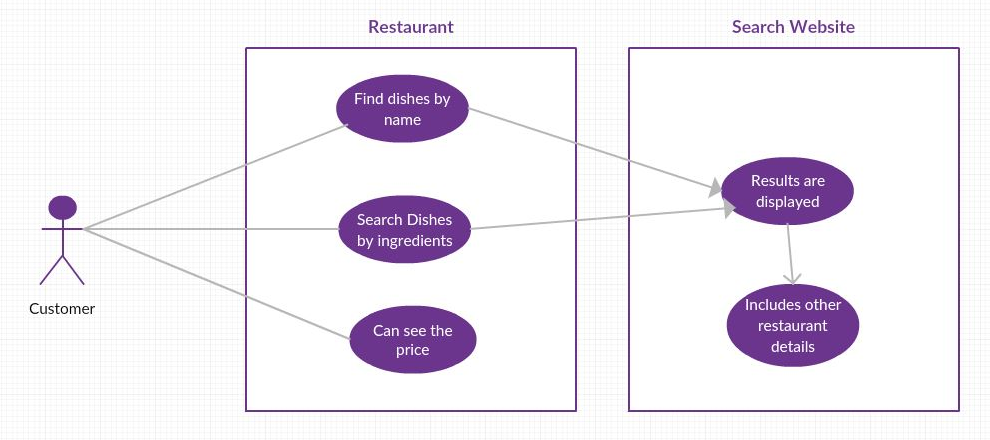 Restaurant
Search Website
Find dishes by
name
Results are
displayed
Search Dishes
by ingredients
Customer
Can see the
price
Includes other
restaurant
details